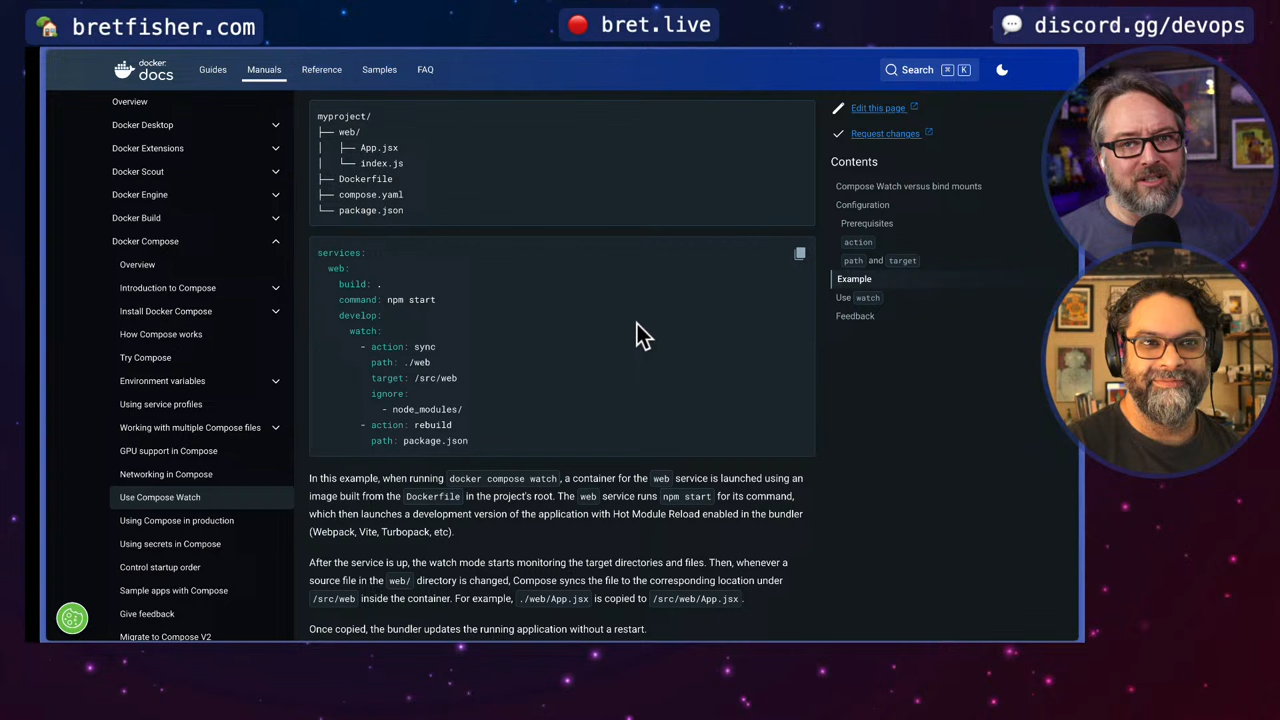 bretfisher.com
bret.live
discord.gg/devops
docker docs
Guides
Manuals
Reference
Samples
FAQ
Search
⌘
K
Overview
Docker Desktop
Docker Extensions
Docker Scout
Docker Engine
Docker Build
Docker Compose
Overview
Introduction to Compose
Install Docker Compose
How Compose works
Try Compose
Environment variables
Using service profiles
Working with multiple Compose files
GPU support in Compose
Networking in Compose
Use Compose Watch
Using Compose in production
Using secrets in Compose
Control startup order
Sample apps with Compose
Give feedback
Migrate to Compose V2
myproject/
├── web/
│   ├── App.jsx
│   └── index.js
├── Dockerfile
├── compose.yaml
└── package.json
services:
  web:
    build: .
    command: npm start
    develop:
      watch:
        - action: sync
          path: ./web
          target: /src/web
          ignore:
            - node_modules/
        - action: rebuild
          path: package.json
In this example, when running docker compose watch, a container for the web service is launched using an
image built from the Dockerfile in the project's root. The web service runs npm start for its command,
which then launches a development version of the application with Hot Module Reload enabled in the bundler
(Webpack, Vite, Turbopack, etc).
After the service is up, the watch mode starts monitoring the target directories and files. Then, whenever a
source file in the web/ directory is changed, Compose syncs the file to the corresponding location under
/src/web inside the container. For example, ./web/App.jsx is copied to /src/web/App.jsx.
Once copied, the bundler updates the running application without a restart.
Edit this page
Request changes
Contents
Compose Watch versus bind mounts
Configuration
Prerequisites
action
path and target
Example
Use watch
Feedback